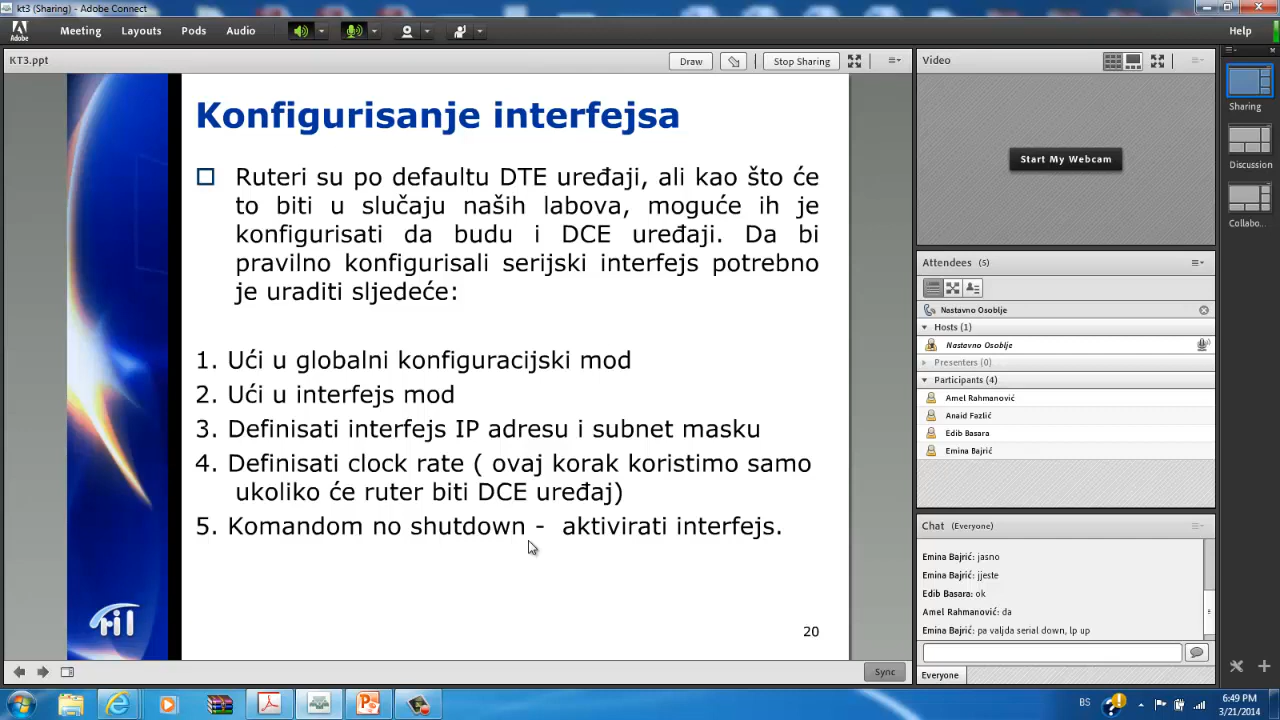 kt3 (Sharing) - Adobe Connect
Meeting Layouts Pods Audio Help
KT3.ppt Draw Stop Sharing
Konfigurisanje interfejsa
Ruteri su po defaultu DTE uređaji, ali kao što će
to biti u slučaju naših labova, moguće ih je
konfigurisati da budu i DCE uređaji. Da bi
pravilno konfigurisali serijski interfejs potrebno
je uraditi sljedeće:
1. Ući u globalni konfiguracijski mod
2. Ući u interfejs mod
3. Definisati interfejs IP adresu i subnet masku
4. Definisati clock rate ( ovaj korak koristimo samo
ukoliko će ruter biti DCE uređaj)
5. Komandom no shutdown - aktivirati interfejs.
20
Sync
Video
Start My Webcam
Attendees (5)
Nastavno Osoblje
Hosts (1)
Nastavno Osoblje
Presenters (0)
Participants (4)
Amel Rahmanović
Anaid Fazlić
Edib Basara
Emina Bajrić
Chat (Everyone)
Emina Bajrić: jasno
Emina Bajrić: jjeste
Edib Basara: ok
Amel Rahmanović: da
Emina Bajrić: pa valjda serial down, lp up
Everyone
Sharing
Discussion
Collabo...
Adobe
BS
6:49 PM
3/21/2014